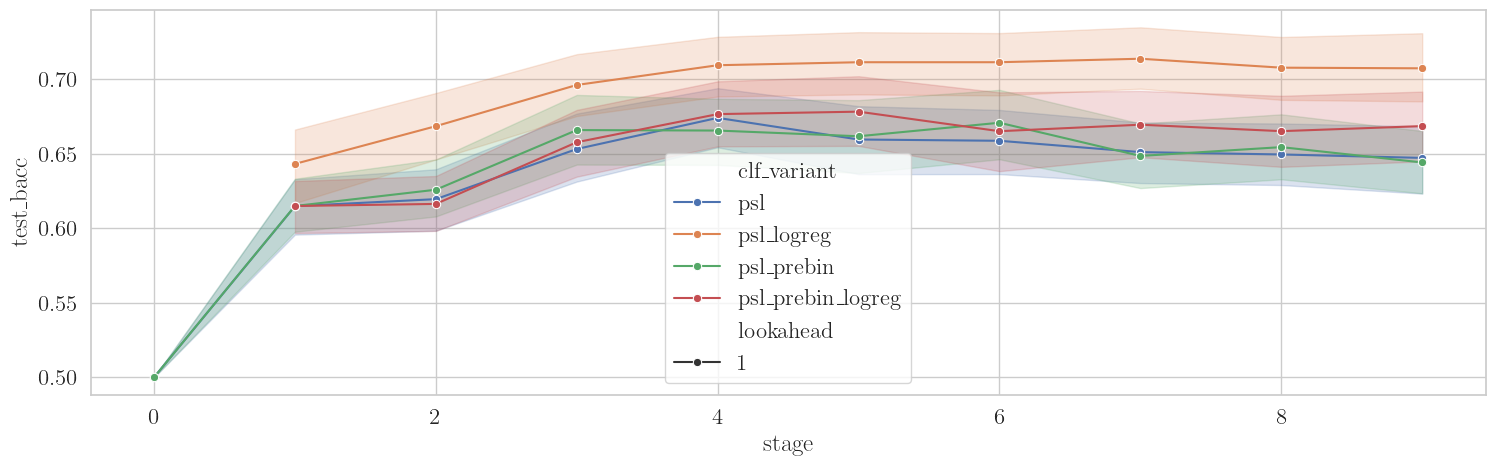 test_bacc
0.70
0.65
0.60
0.55
0.50
clf_variant
psl
psl_logreg
psl_prebin
psl_prebin_logreg
lookahead
1
0 2 4 6 8
stage